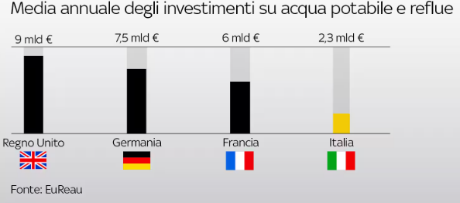 Media annuale degli investimenti su acqua potabile e reflue
9 mld €
7,5 mld €
6 mld €
2,3 mld €
Regno Unito
Germania
Francia
Italia
Fonte: EuReau